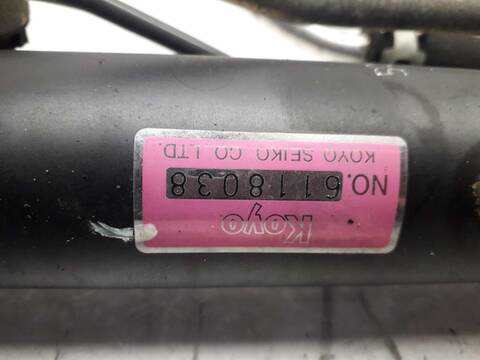 Koyo
NO. 6118038
KOYO SEIKO CO., LTD.